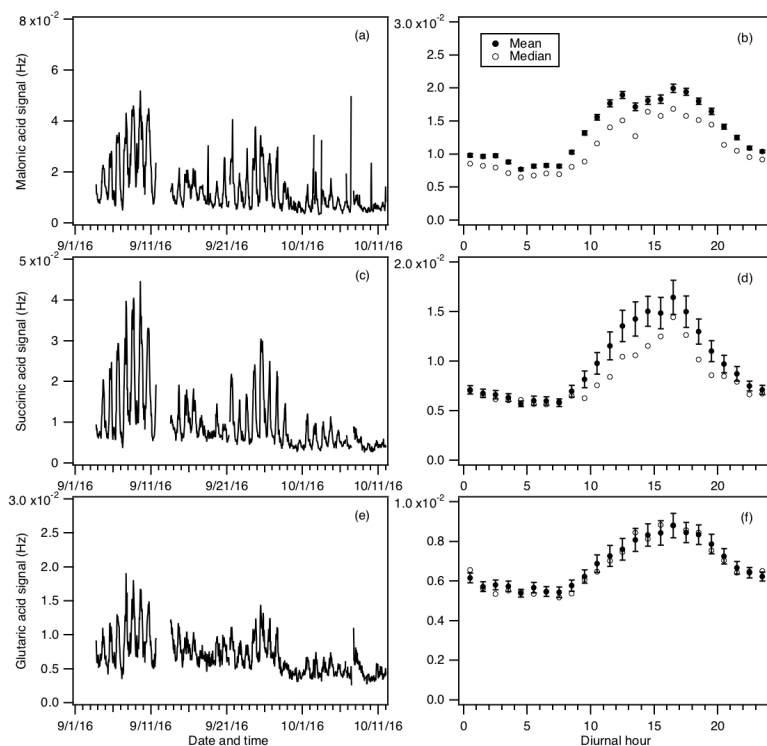 8 x10⁻²
6
4
2
0
Malonic acid signal (Hz)
(a)
9/1/16 9/11/16 9/21/16 10/1/16 10/11/16
3.0 x10⁻²
2.5
2.0
1.5
1.0
0.5
0.0
(b)
Mean
Median
0 5 10 15 20
5 x10⁻²
4
3
2
1
0
Succinic acid signal (Hz)
(c)
9/1/16 9/11/16 9/21/16 10/1/16 10/11/16
2.0 x10⁻²
1.5
1.0
0.5
0.0
(d)
0 5 10 15 20
3.0 x10⁻²
2.5
2.0
1.5
1.0
0.5
0.0
Glutaric acid signal (Hz)
(e)
9/1/16 9/11/16 9/21/16 10/1/16 10/11/16
Date and time
1.0 x10⁻²
0.8
0.6
0.4
0.2
0.0
(f)
0 5 10 15 20
Diurnal hour